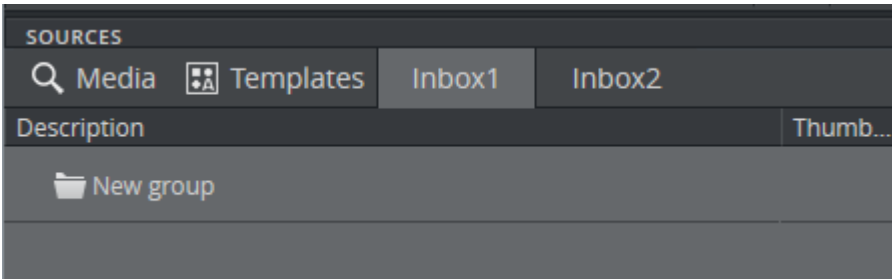 SOURCES
Media Templates Inbox1 Inbox2
Description Thumb...
New group